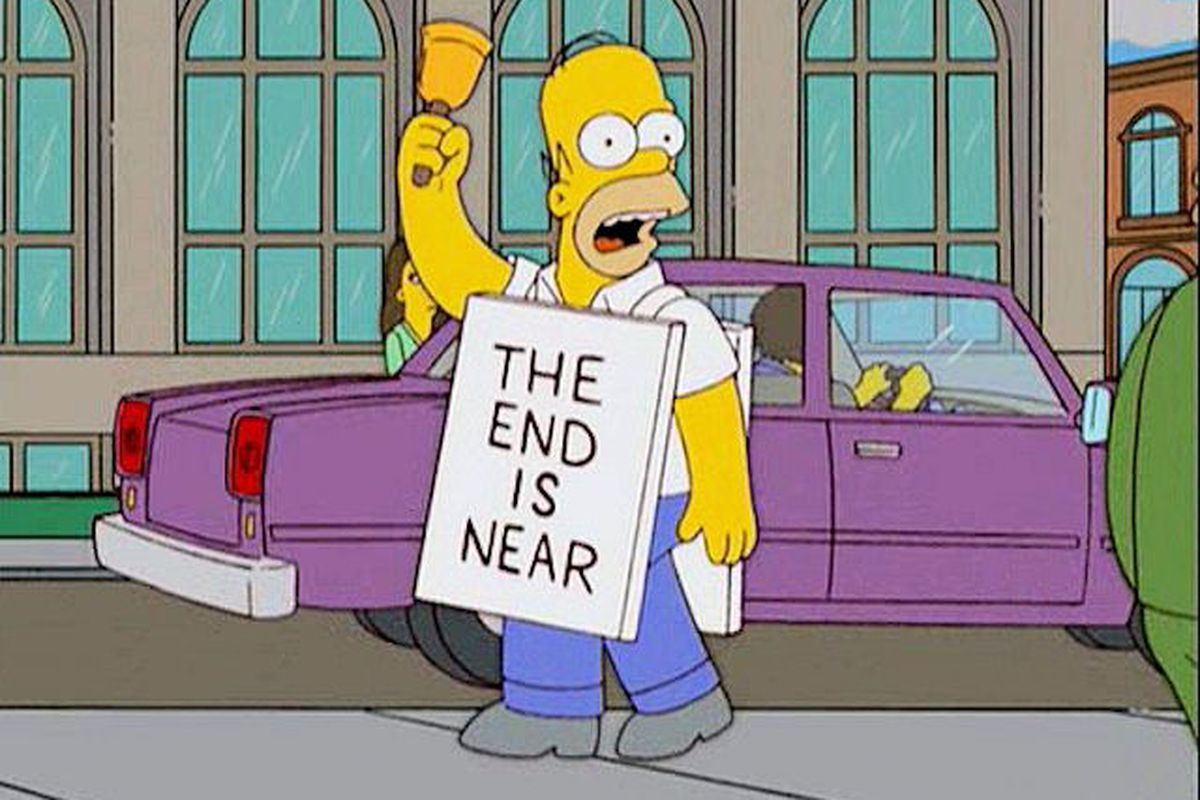 THE
END
IS
NEAR